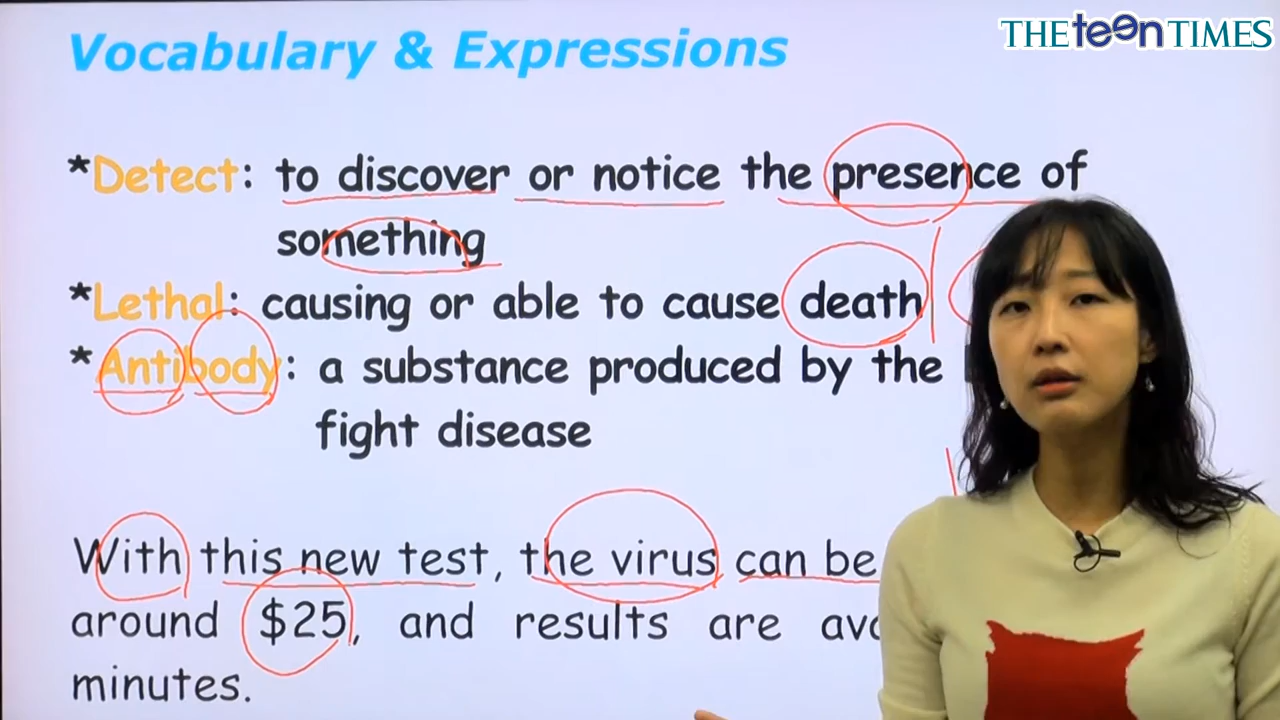 THE teen TIMES
Vocabulary & Expressions
*Detect: to discover or notice the presence of
something
*Lethal: causing or able to cause death
*Antibody: a substance produced by the
fight disease
With this new test, the virus can be
around $25, and results are
minutes.